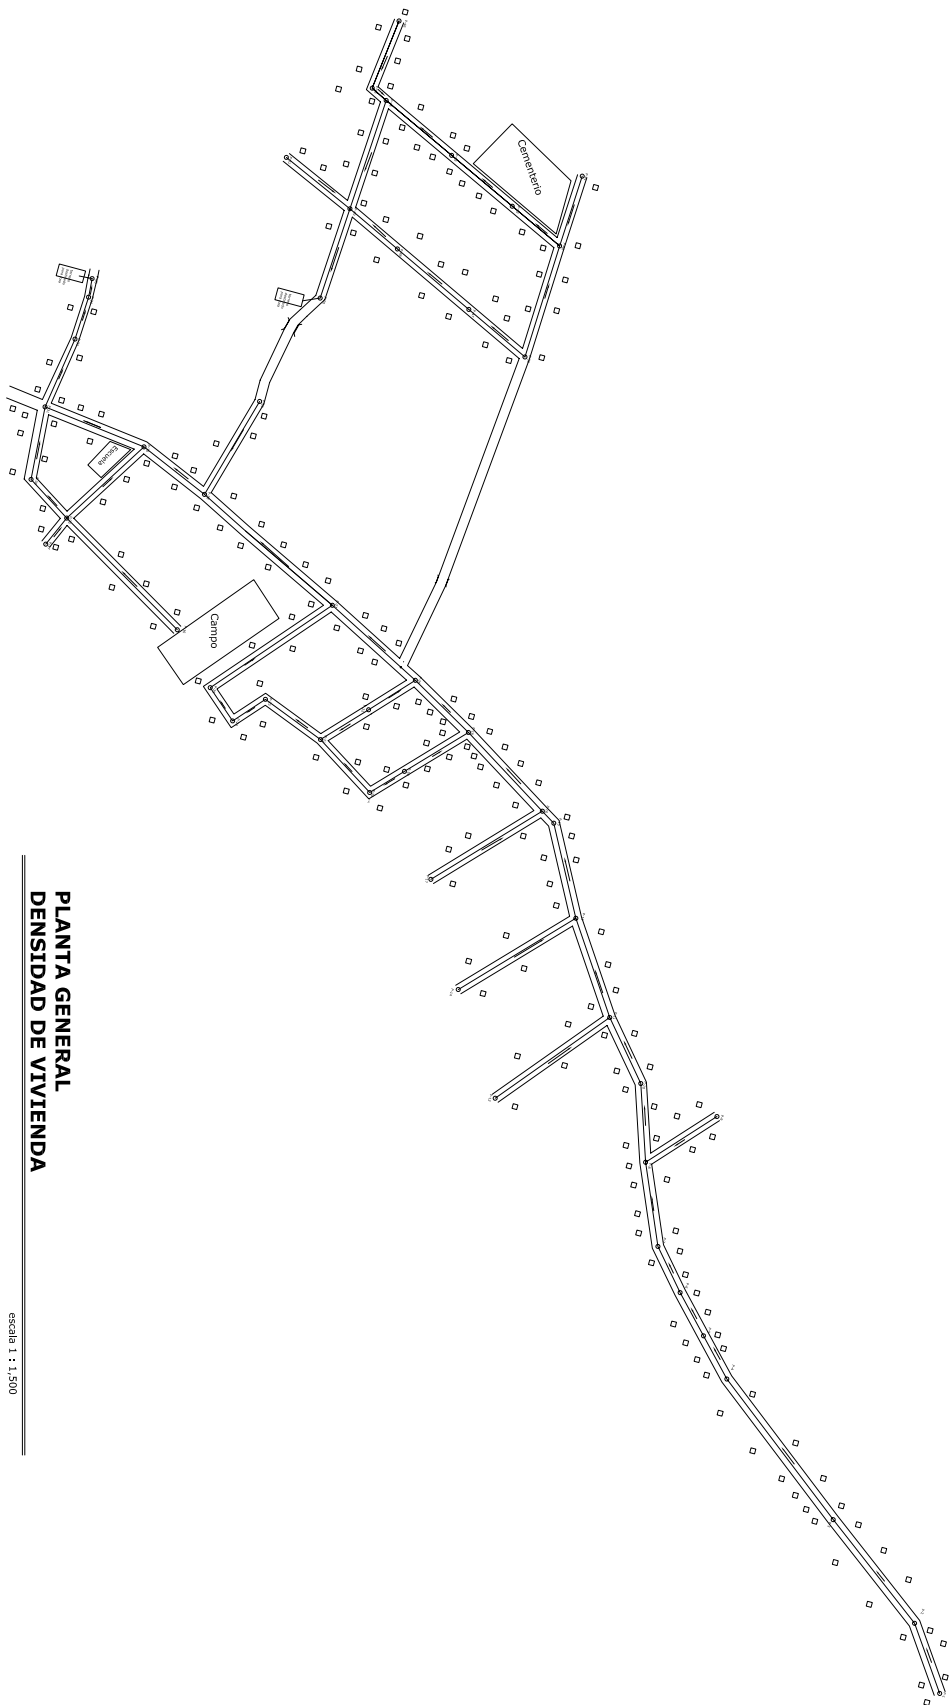 Cementerio
Escuela
Campo
PLANTA GENERAL
DENSIDAD DE VIVIENDA
escala 1 : 1,500